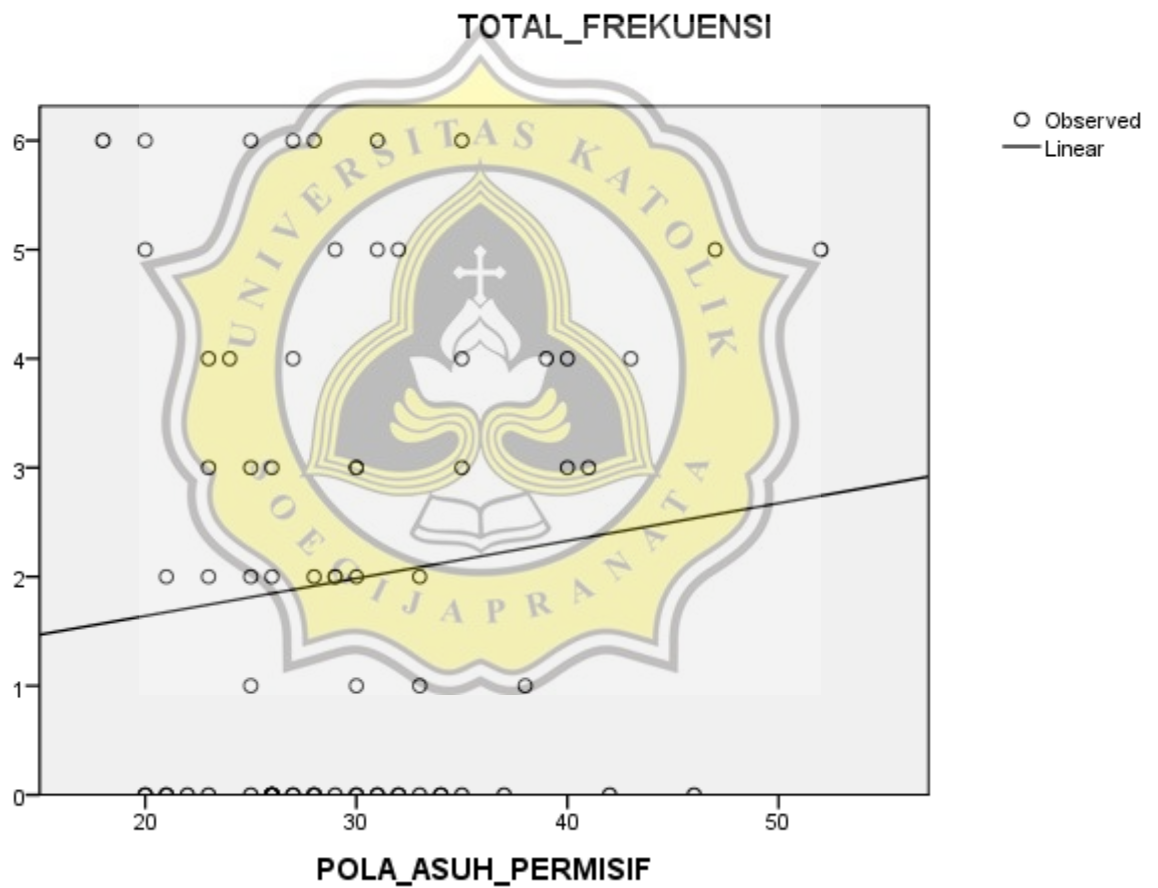 TOTAL_FREKUENSI
Observed
Linear
6
5
4
3
2
1
0
20 30 40 50
POLA_ASUH_PERMISIF
UNIVERSITAS KATOLIK
SOEGIJAPRANATA